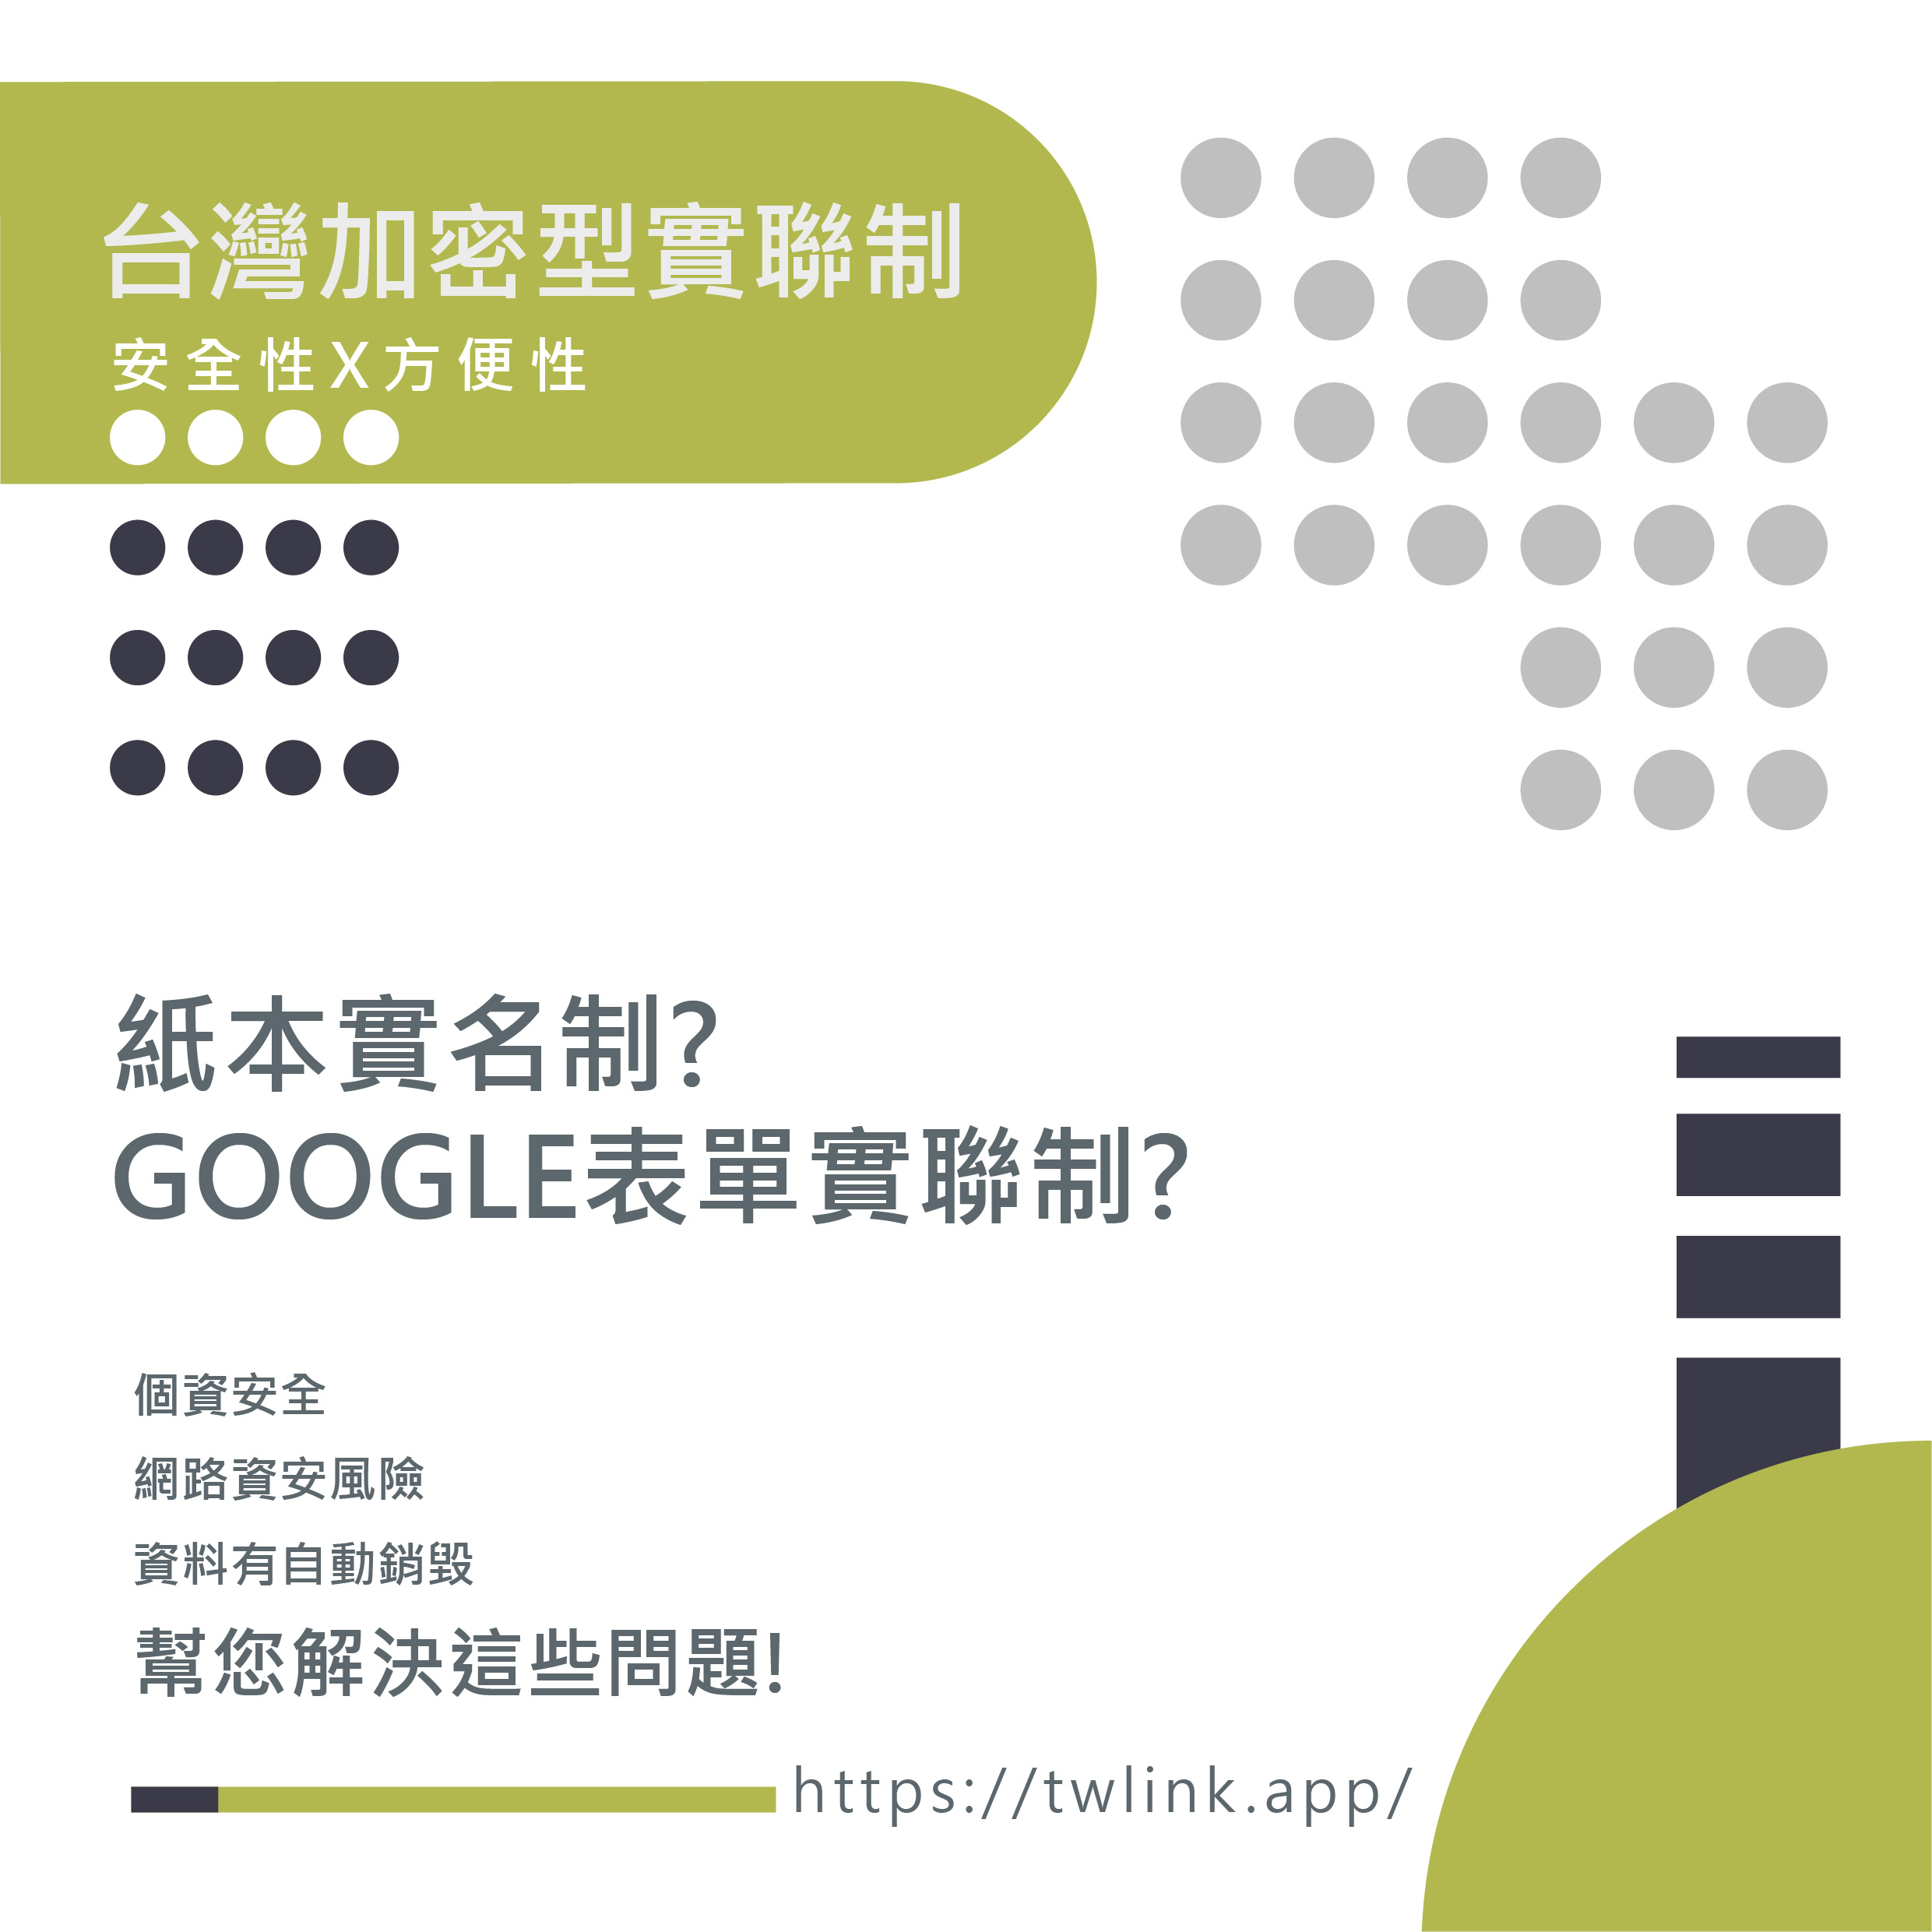 台灣加密型實聯制
安全性X方便性
紙本實名制?
GOOGLE表單實聯制?
個資安全
網路資安風險
資料有自動銷毀
幫您解決這些問題!
https://twlink.app/